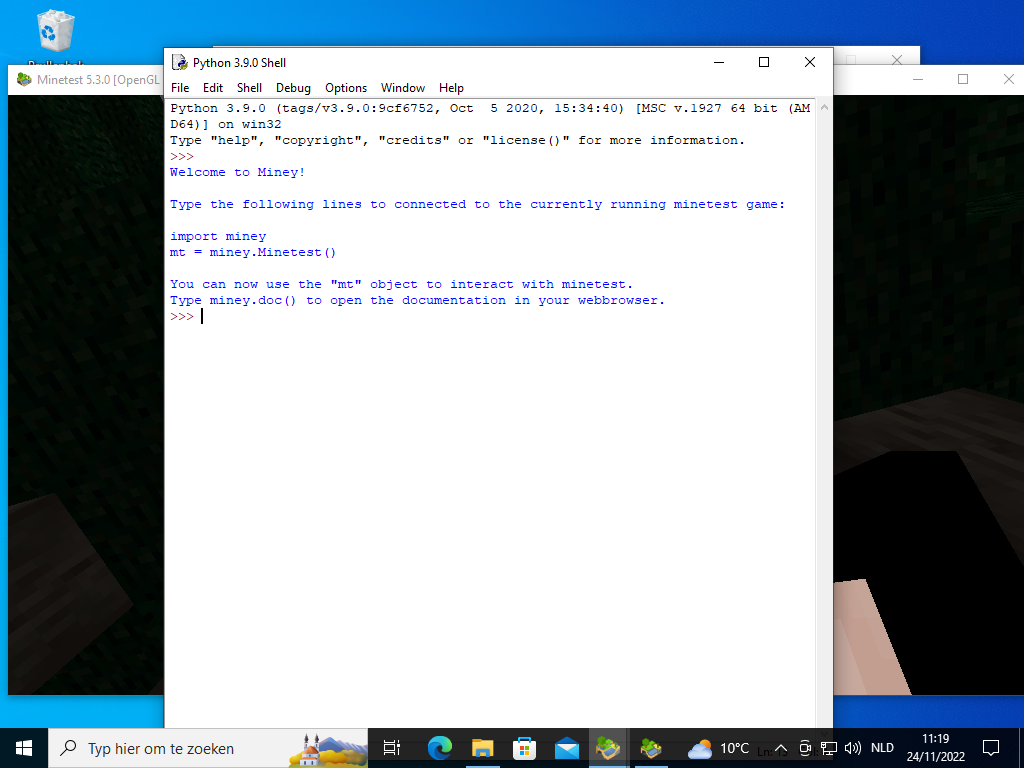 Minetest 5.3.0 [OpenGL
Python 3.9.0 Shell
File Edit Shell Debug Options Window Help
Python 3.9.0 (tags/v3.9.0:9cf6752, Oct  5 2020, 15:34:40) [MSC v.1927 64 bit (AM
D64)] on win32
Type "help", "copyright", "credits" or "license()" for more information.
>>>
Welcome to Miney!
Type the following lines to connected to the currently running minetest game:
import miney
mt = miney.Minetest()
You can now use the "mt" object to interact with minetest.
Type miney.doc() to open the documentation in your webbrowser.
>>>
Typ hier om te zoeken
10°C
NLD
11:19
24/11/2022